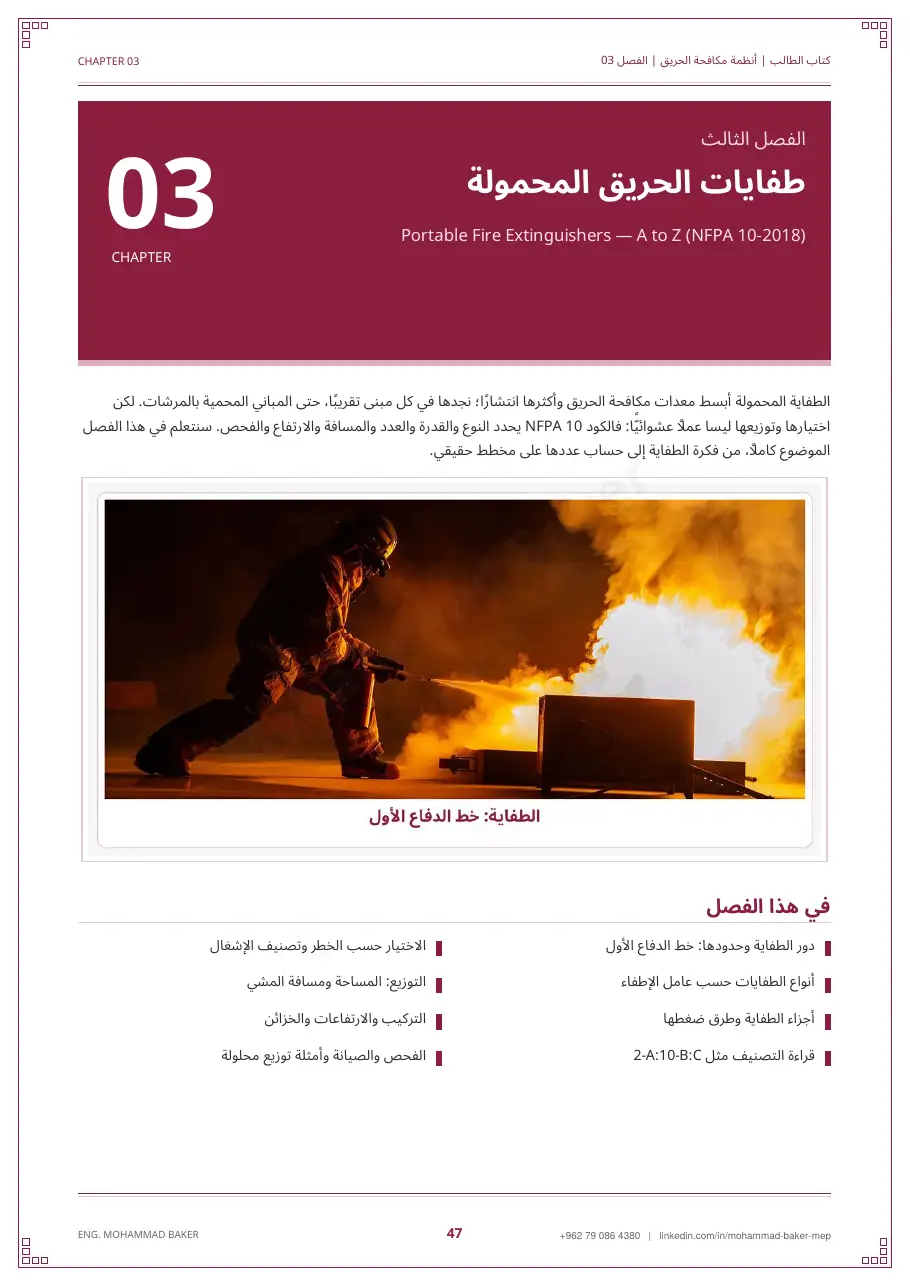 كتاب الطالب | أنظمة مكافحة الحريق | الفصل 03
CHAPTER 03
الفصل الثالث
طفايات الحريق المحمولة
Portable Fire Extinguishers — A to Z (NFPA 10-2018)
03
CHAPTER
الطفاية المحمولة أبسط معدات مكافحة الحريق وأكثرها انتشارًا؛ نجدها في كل مبنى تقريبًا، حتى المباني المحمية بالمرشات. لكن
اختيارها وتوزيعها ليسا عملًا عشوائيًّا: فالكود NFPA 10 يحدد النوع والقدرة والعدد والمسافة والارتفاع والفحص. سنتعلم في هذا الفصل
الموضوع كاملًا، من فكرة الطفاية إلى حساب عددها على مخطط حقيقي.
الطفاية: خط الدفاع الأول
في هذا الفصل
دور الطفاية وحدودها: خط الدفاع الأول
أنواع الطفايات حسب عامل الإطفاء
أجزاء الطفاية وطرق ضغطها
قراءة التصنيف مثل 2-A:10-B:C
الاختيار حسب الخطر وتصنيف الإشغال
التوزيع: المساحة ومسافة المشي
التركيب والارتفاعات والخزائن
الفحص والصيانة وأمثلة توزيع محلولة
ENG. MOHAMMAD BAKER
47
+962 79 086 4380 | linkedin.com/in/mohammad-baker-mep